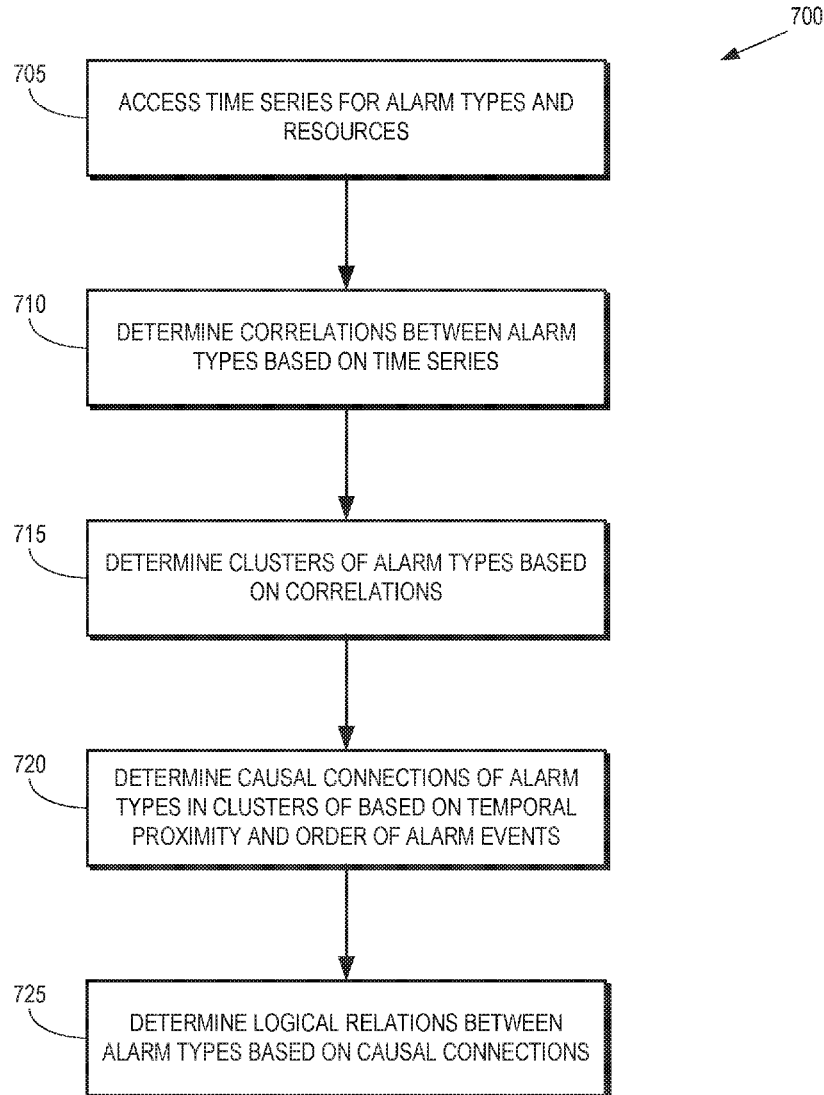 700
705
ACCESS TIME SERIES FOR ALARM TYPES AND
RESOURCES
710
DETERMINE CORRELATIONS BETWEEN ALARM
TYPES BASED ON TIME SERIES
715
DETERMINE CLUSTERS OF ALARM TYPES BASED
ON CORRELATIONS
720
DETERMINE CAUSAL CONNECTIONS OF ALARM
TYPES IN CLUSTERS OF BASED ON TEMPORAL
PROXIMITY AND ORDER OF ALARM EVENTS
725
DETERMINE LOGICAL RELATIONS BETWEEN
ALARM TYPES BASED ON CAUSAL CONNECTIONS